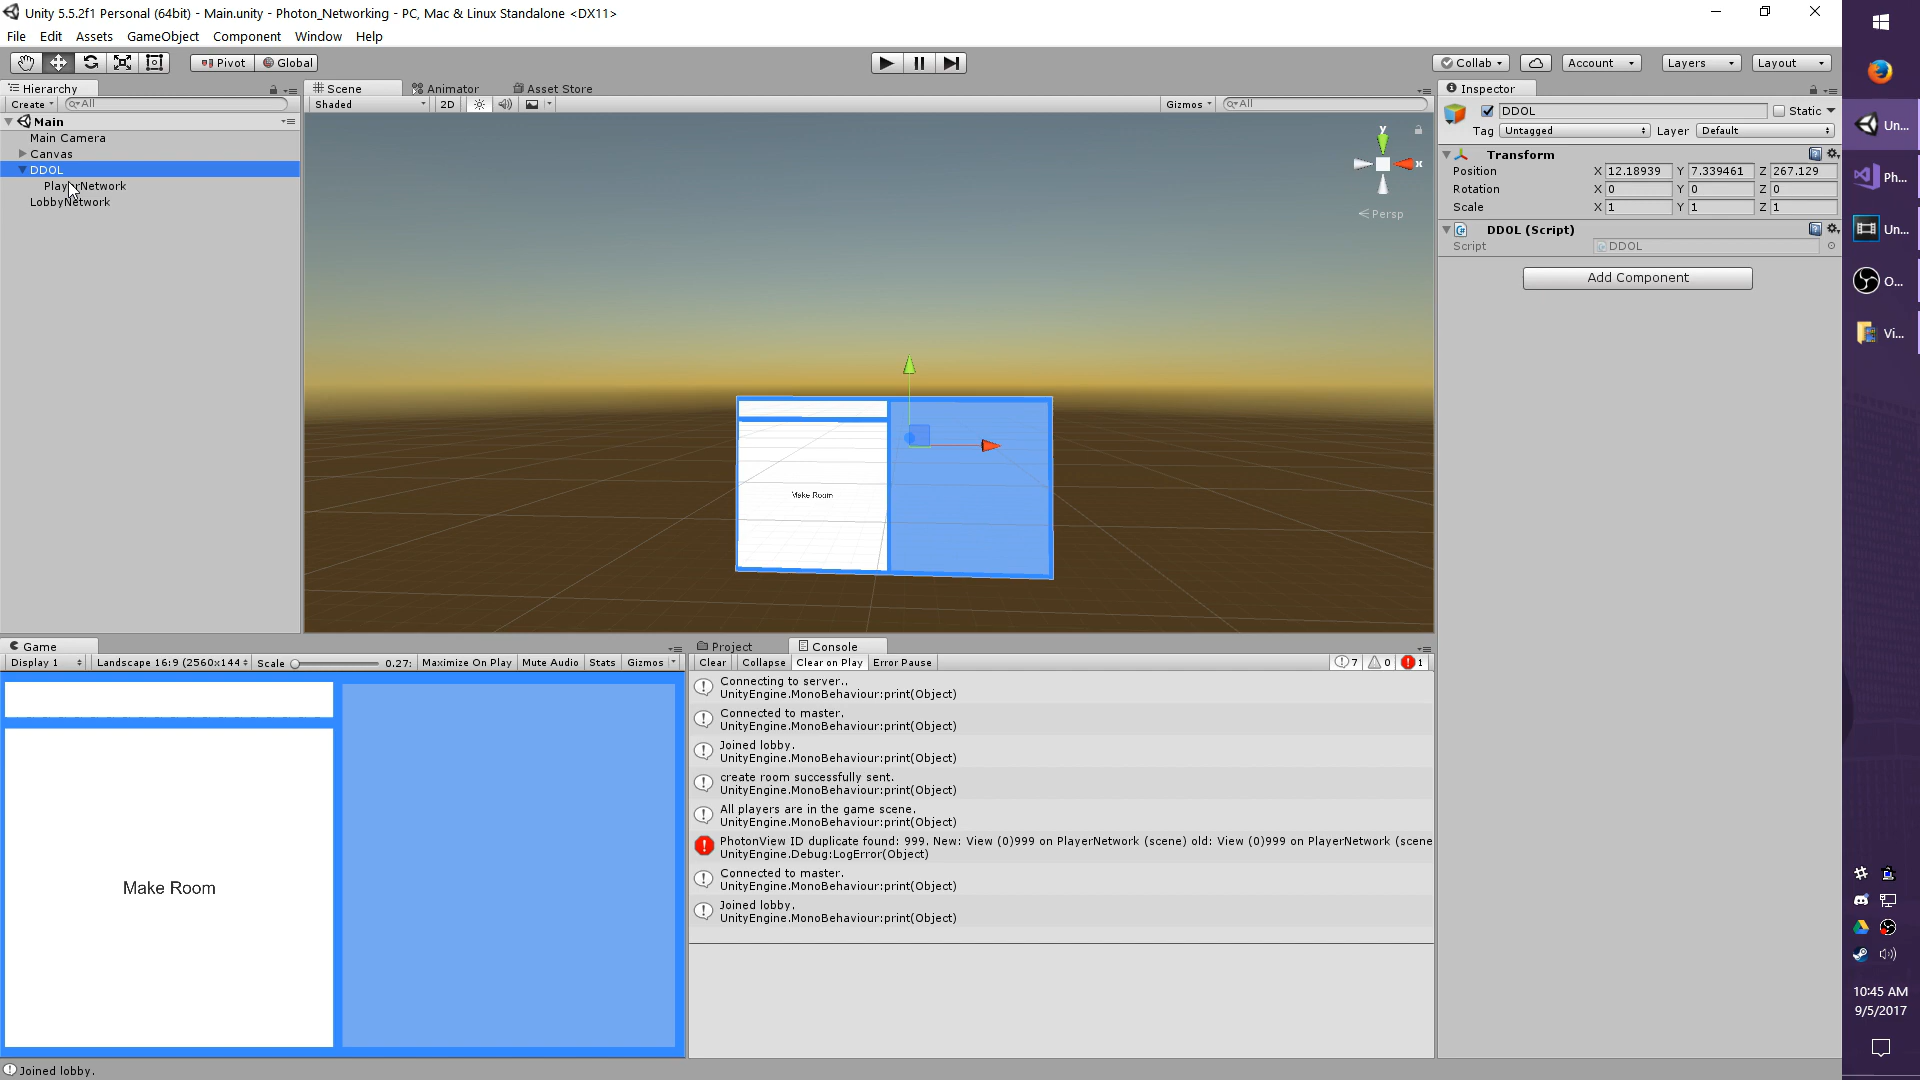 Unity 5.5.2f1 Personal (64bit) - Main.unity - Photon_Networking - PC, Mac & Linux Standalone <DX11>
File Edit Assets GameObject Component Window Help
Pivot Global Collab Account Layers Layout
Hierarchy
Create All
Main
Main Camera
Canvas
DDOL
PlayerNetwork
LobbyNetwork
Scene Animator Asset Store
Shaded 2D Gizmos All
y
x
Persp
Make Room
Inspector
DDOL Static
Tag Untagged Layer Default
Transform
Position X 12.18939 Y 7.339461 Z 267.129
Rotation X 0 Y 0 Z 0
Scale X 1 Y 1 Z 1
DDOL (Script)
Script DDOL
Add Component
Game
Display 1 Landscape 16:9 (2560x144 Scale 0.27: Maximize On Play Mute Audio Stats Gizmos
Make Room
Project Console
Clear Collapse Clear on Play Error Pause 7 0 1
Connecting to server..
UnityEngine.MonoBehaviour:print(Object)
Connected to master.
UnityEngine.MonoBehaviour:print(Object)
Joined lobby.
UnityEngine.MonoBehaviour:print(Object)
create room successfully sent.
UnityEngine.MonoBehaviour:print(Object)
All players are in the game scene.
UnityEngine.MonoBehaviour:print(Object)
PhotonView ID duplicate found: 999. New: View (0)999 on PlayerNetwork (scene) old: View (0)999 on PlayerNetwork (scene
UnityEngine.Debug:LogError(Object)
Connected to master.
UnityEngine.MonoBehaviour:print(Object)
Joined lobby.
UnityEngine.MonoBehaviour:print(Object)
Joined lobby.
Un...
Ph...
Un...
O...
Vi...
10:45 AM
9/5/2017